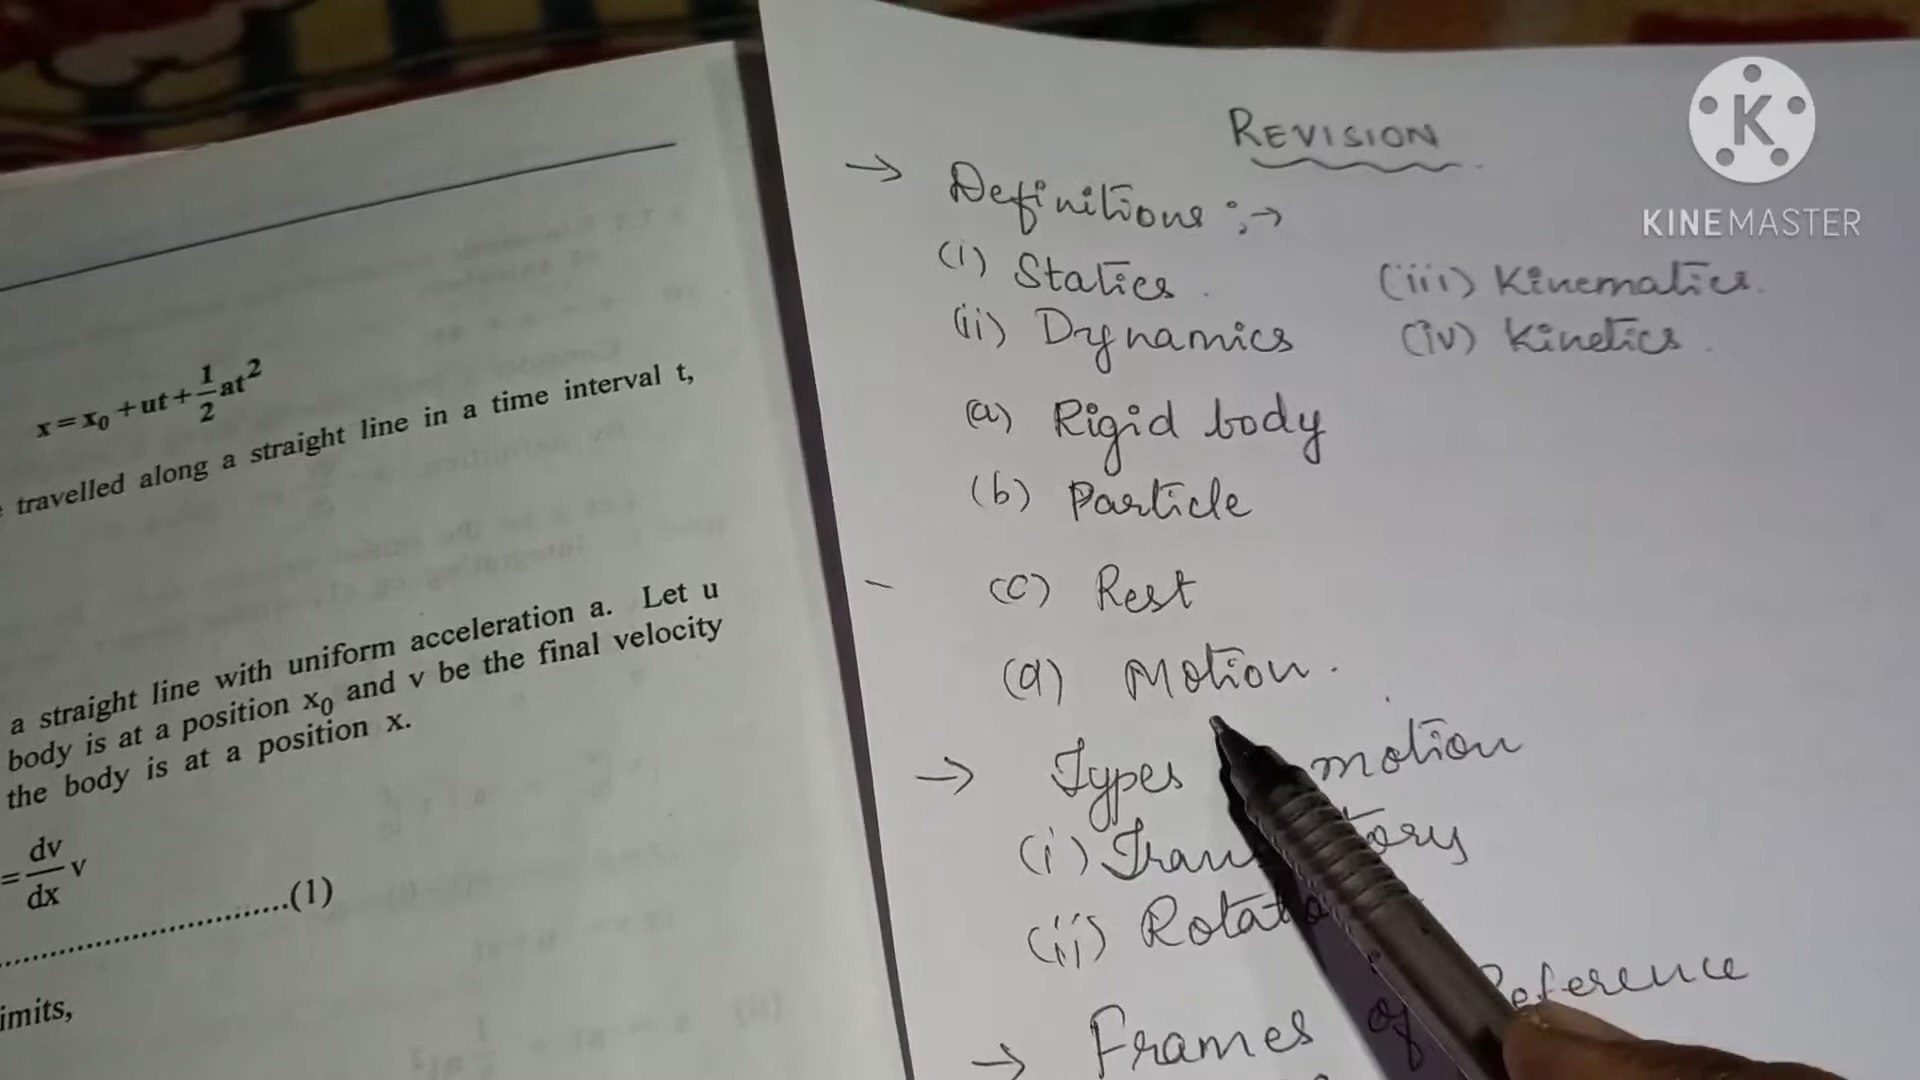 x = x₀ + ut + 1/2 at²
travelled along a straight line in a time interval t,
a straight line with uniform acceleration a. Let u
body is at a position x₀ and v be the final velocity
the body is at a position x.
= dv/dx v
..............................(1)
imits,
REVISION
→ Definitions :→
(i) Statics (iii) Kinematics.
(ii) Dynamics (iv) Kinetics.
(a) Rigid body
(b) Particle
- (c) Rest
(d) Motion.
→ Types motion
(i)
(ii)
→ Frames of Reference
K
KINEMASTER